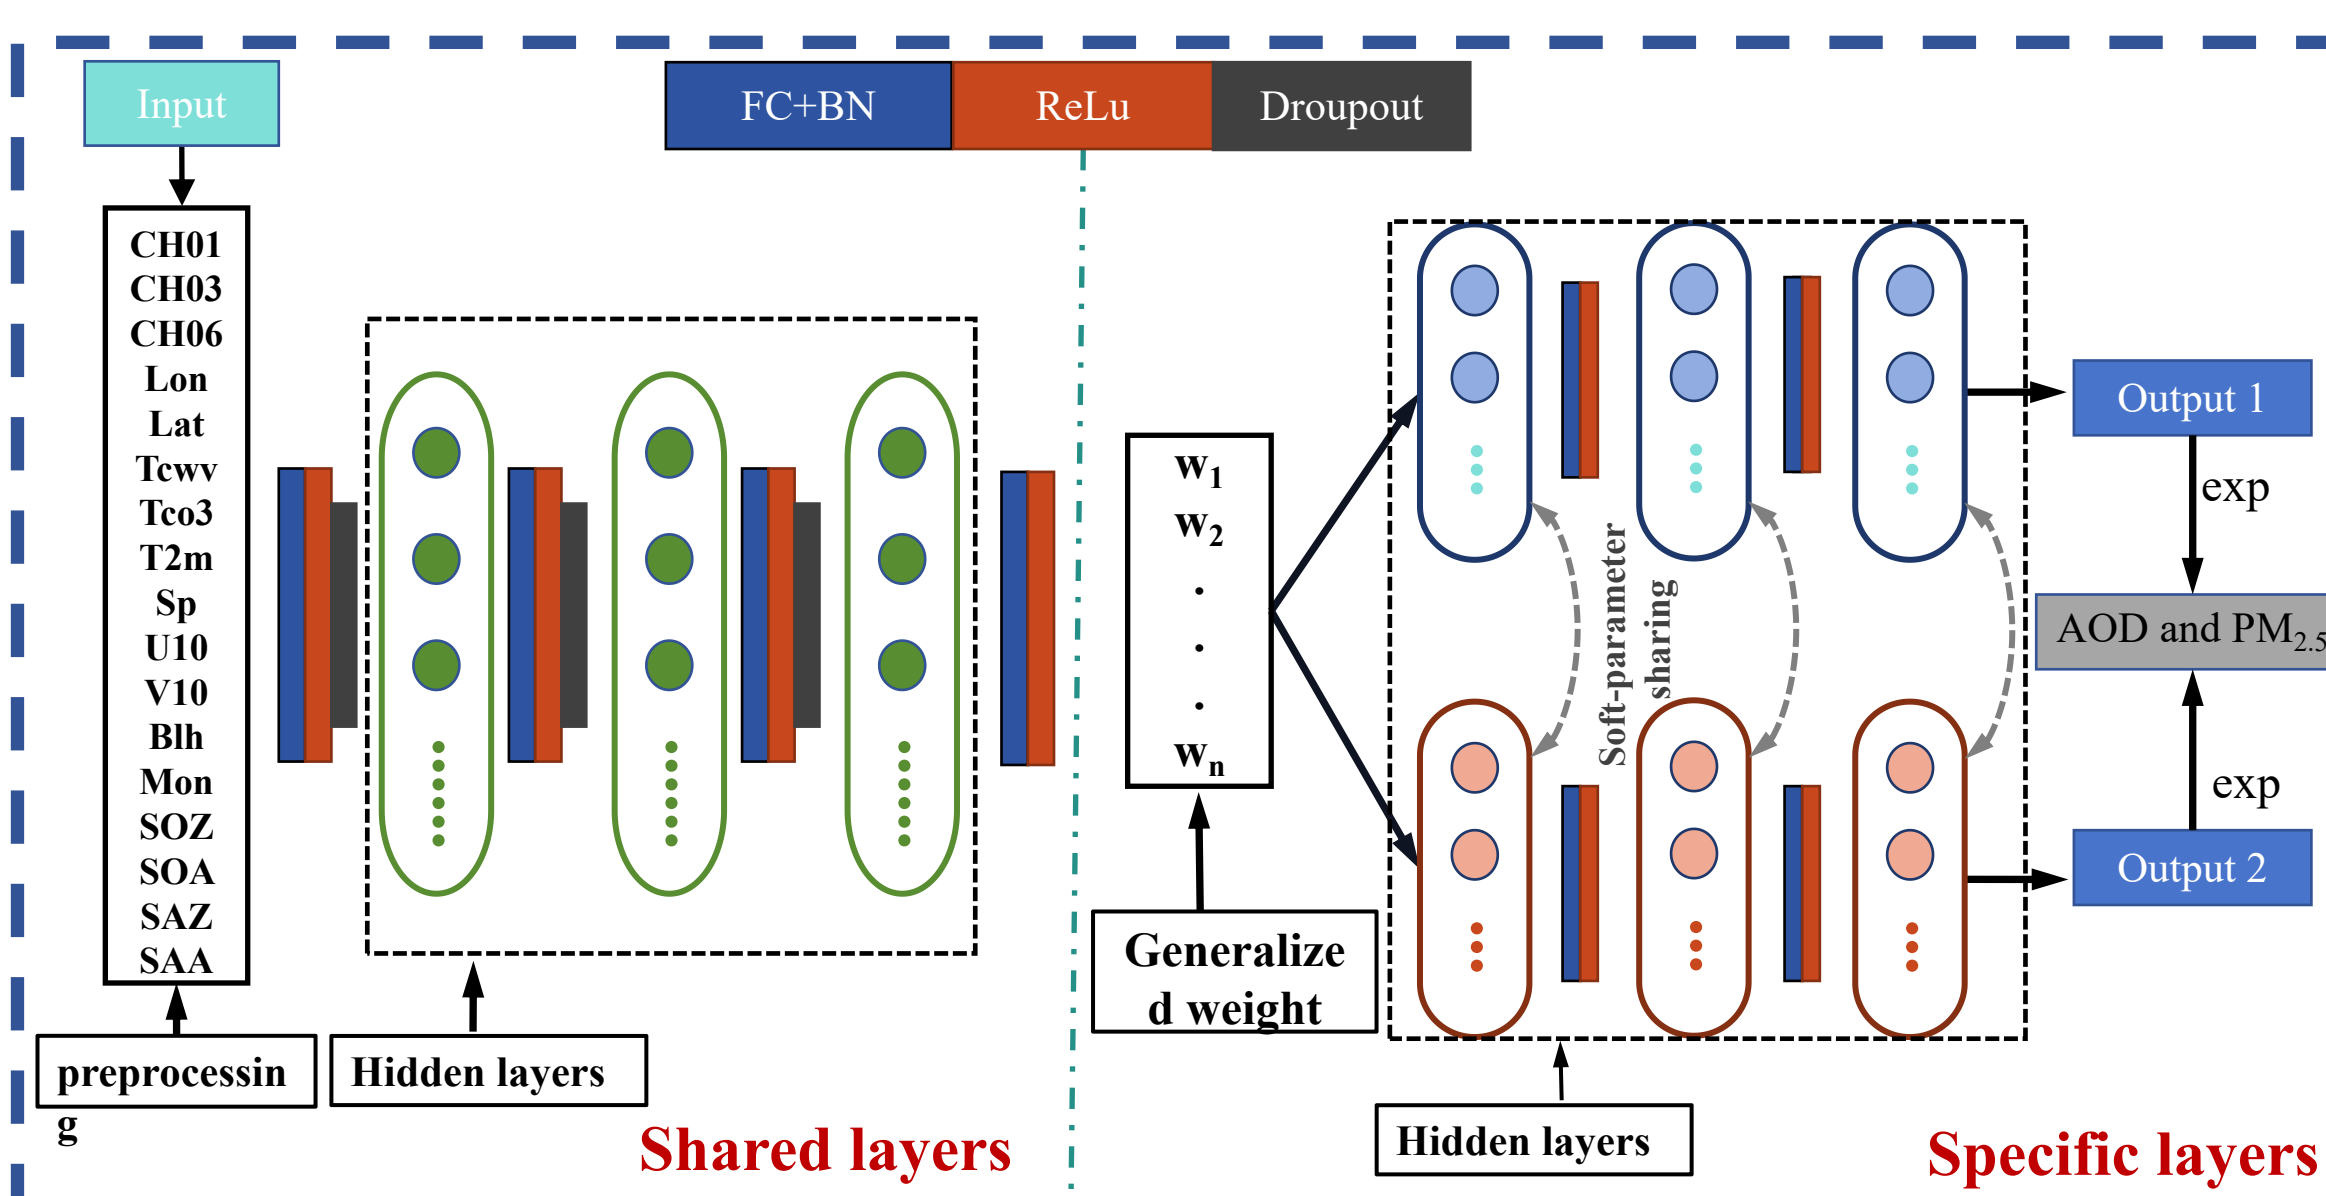 Input
FC+BN
ReLu
Droupout
CH01
CH03
CH06
Lon
Lat
Tcwv
Tco3
T2m
Sp
U10
V10
Blh
Mon
SOZ
SOA
SAZ
SAA
preprocessin
g
Hidden layers
Shared layers
w1
w2
.
.
.
wn
Generalize
d weight
Soft-parameter
sharing
Hidden layers
Output 1
exp
AOD and PM2.5
exp
Output 2
Specific layers